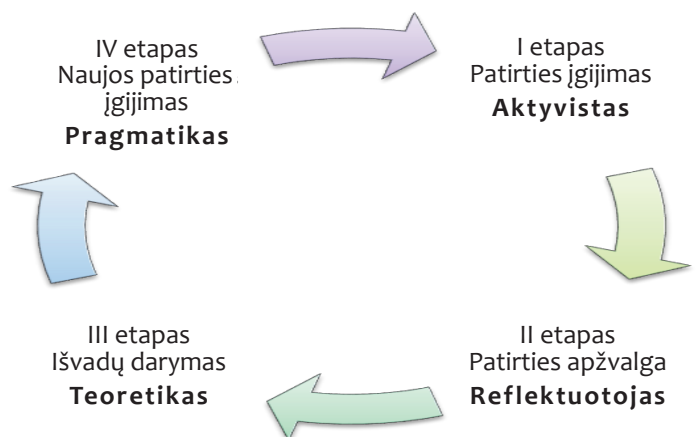 IV etapas
Naujos patirties
įgijimas
Pragmatikas
I etapas
Patirties įgijimas
Aktyvistas
III etapas
Išvadų darymas
Teoretikas
II etapas
Patirties apžvalga
Reflektuotojas